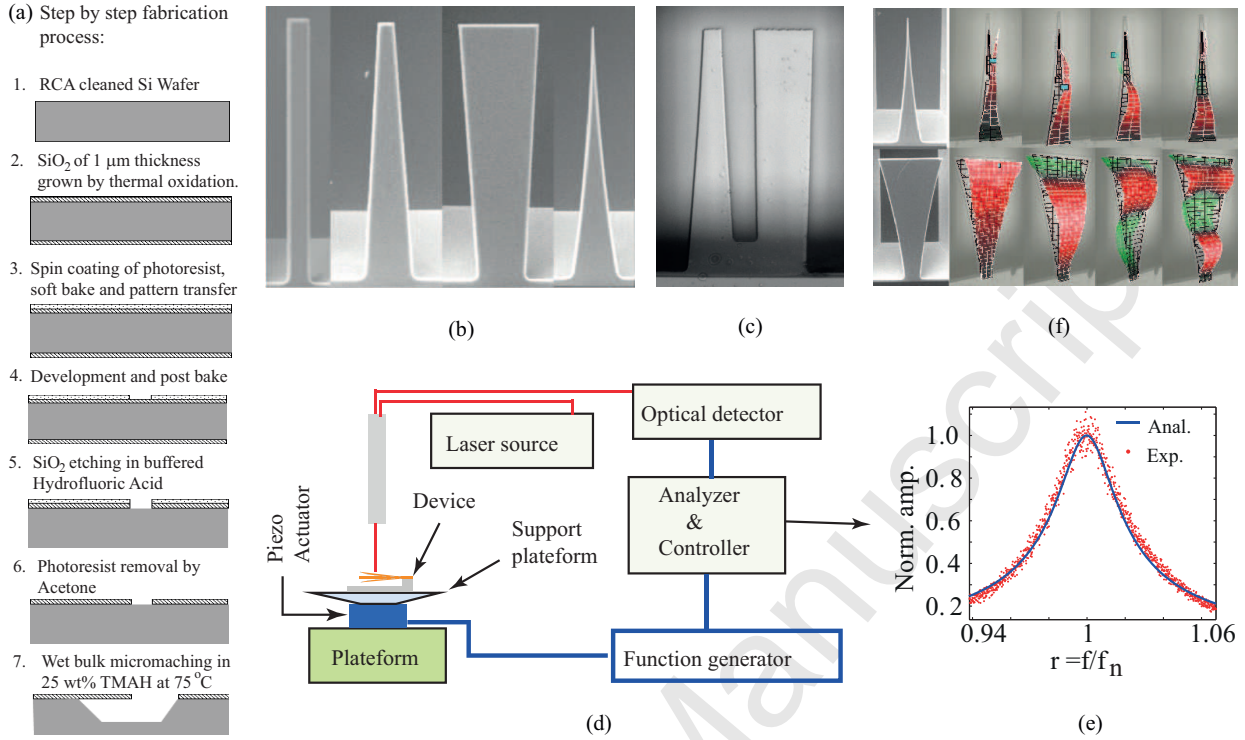 (a) Step by step fabrication
process:
1. RCA cleaned Si Wafer
2. SiO₂ of 1 μm thickness
grown by thermal oxidation.
3. Spin coating of photoresist,
soft bake and pattern transfer
4. Development and post bake
5. SiO₂ etching in buffered
Hydrofluoric Acid
6. Photoresist removal by
Acetone
7. Wet bulk micromaching in
25 wt% TMAH at 75 °C
(b)
(c)
(f)
Laser source
Optical detector
Analyzer
&
Controller
Device
Support
plateform
Piezo
Actuator
Plateform
Function generator
(d)
Norm. amp.
1.0
0.8
0.6
0.4
0.2
Anal.
Exp.
0.94
1
1.06
r =f/fₙ
(e)
Manuscrip